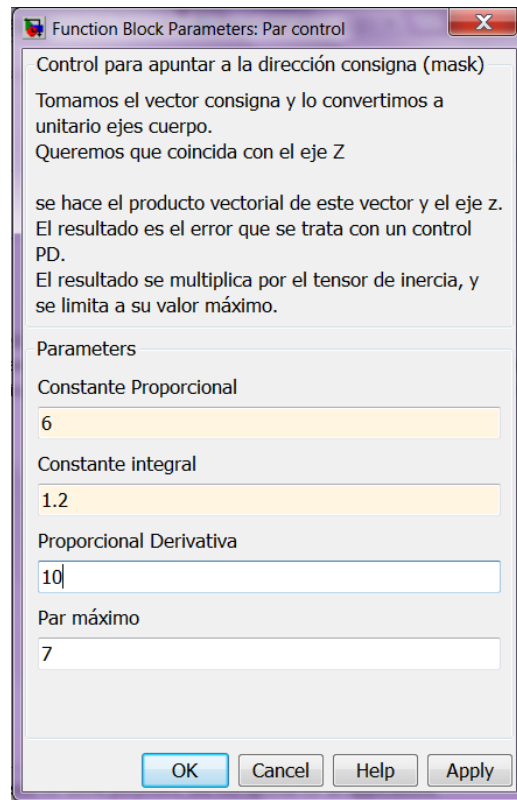 Function Block Parameters: Par control
Control para apuntar a la dirección consigna (mask)
Tomamos el vector consigna y lo convertimos a
unitario ejes cuerpo.
Queremos que coincida con el eje Z
se hace el producto vectorial de este vector y el eje z.
El resultado es el error que se trata con un control
PD.
El resultado se multiplica por el tensor de inercia, y
se limita a su valor máximo.
Parameters
Constante Proporcional
6
Constante integral
1.2
Proporcional Derivativa
10
Par máximo
7
OK Cancel Help Apply